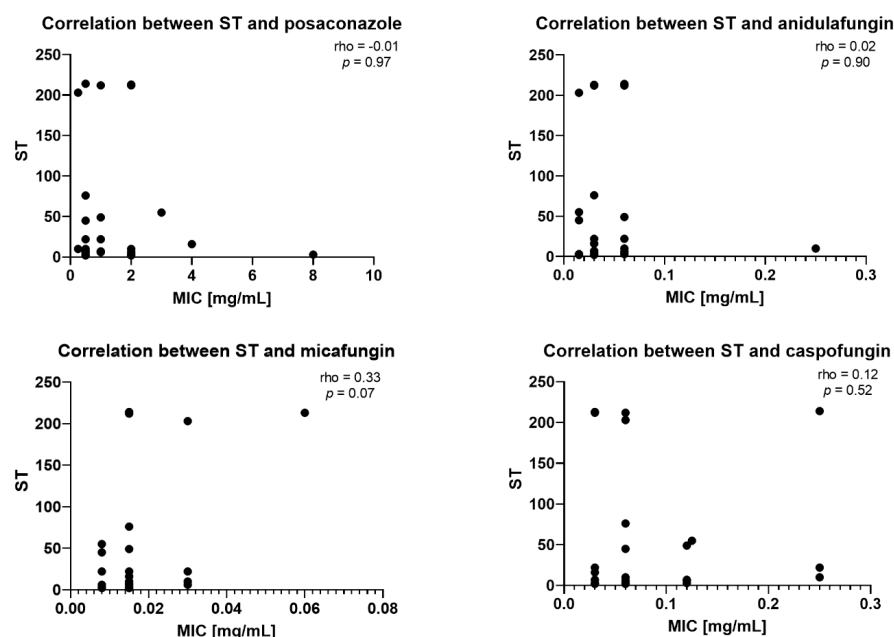 Correlation between ST and posaconazole
rho = -0.01
p = 0.97
250
200
150
100
50
0
ST
0 2 4 6 8 10
MIC [mg/mL]
Correlation between ST and anidulafungin
rho = 0.02
p = 0.90
250
200
150
100
50
0
ST
0.0 0.1 0.2 0.3
MIC [mg/mL]
Correlation between ST and micafungin
rho = 0.33
p = 0.07
250
200
150
100
50
0
ST
0.00 0.02 0.04 0.06 0.08
MIC [mg/mL]
Correlation between ST and caspofungin
rho = 0.12
p = 0.52
250
200
150
100
50
0
ST
0.0 0.1 0.2 0.3
MIC [mg/mL]